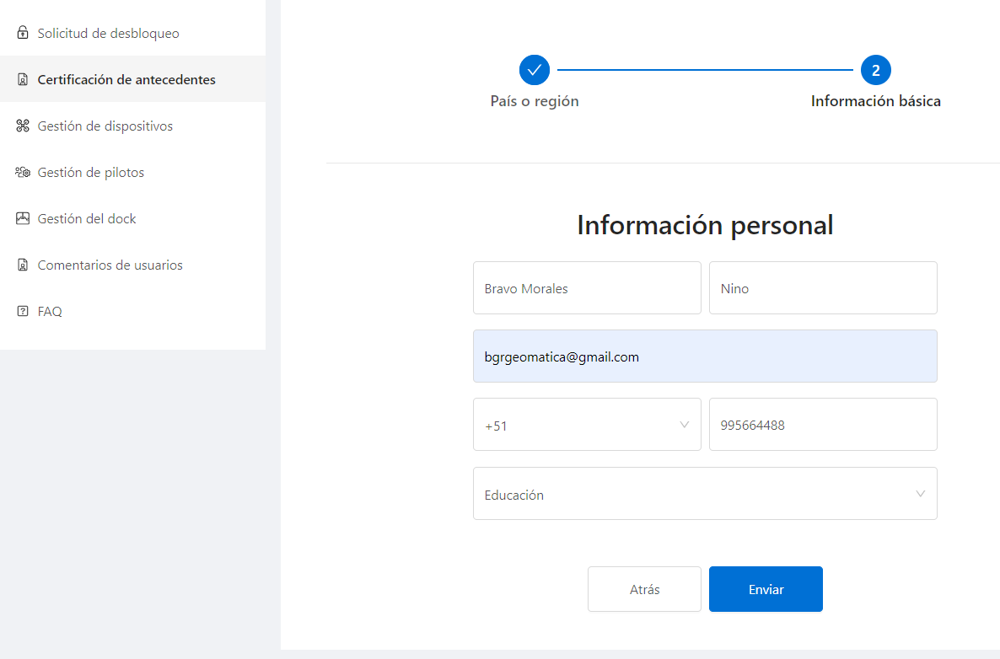 Solicitud de desbloqueo
Certificación de antecedentes
Gestión de dispositivos
Gestión de pilotos
Gestión del dock
Comentarios de usuarios
FAQ
2
País o región
Información básica
Información personal
Bravo Morales
Nino
bgrgeomatica@gmail.com
+51
995664488
Educación
Atrás
Enviar